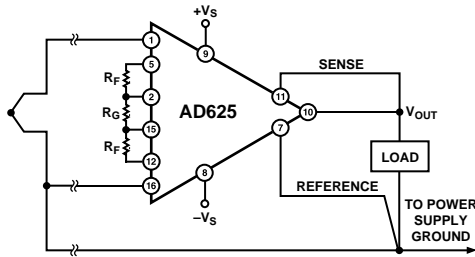 +VS
1
9
5
SENSE
RF
2
AD625
11
10
VOUT
RG
15
7
LOAD
RF
12
8
16
REFERENCE
–VS
TO POWER
SUPPLY
GROUND